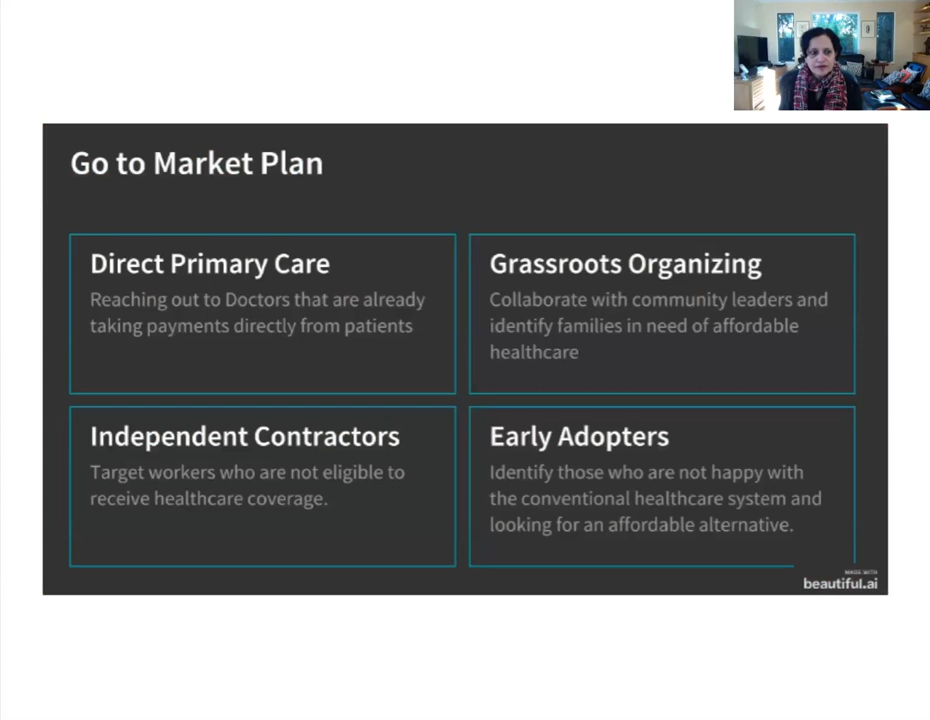 Go to Market Plan
Direct Primary Care
Reaching out to Doctors that are already
taking payments directly from patients
Grassroots Organizing
Collaborate with community leaders and
identify families in need of affordable
healthcare
Independent Contractors
Target workers who are not eligible to
receive healthcare coverage.
Early Adopters
Identify those who are not happy with
the conventional healthcare system and
looking for an affordable alternative.
MADE WITH
beautiful.ai